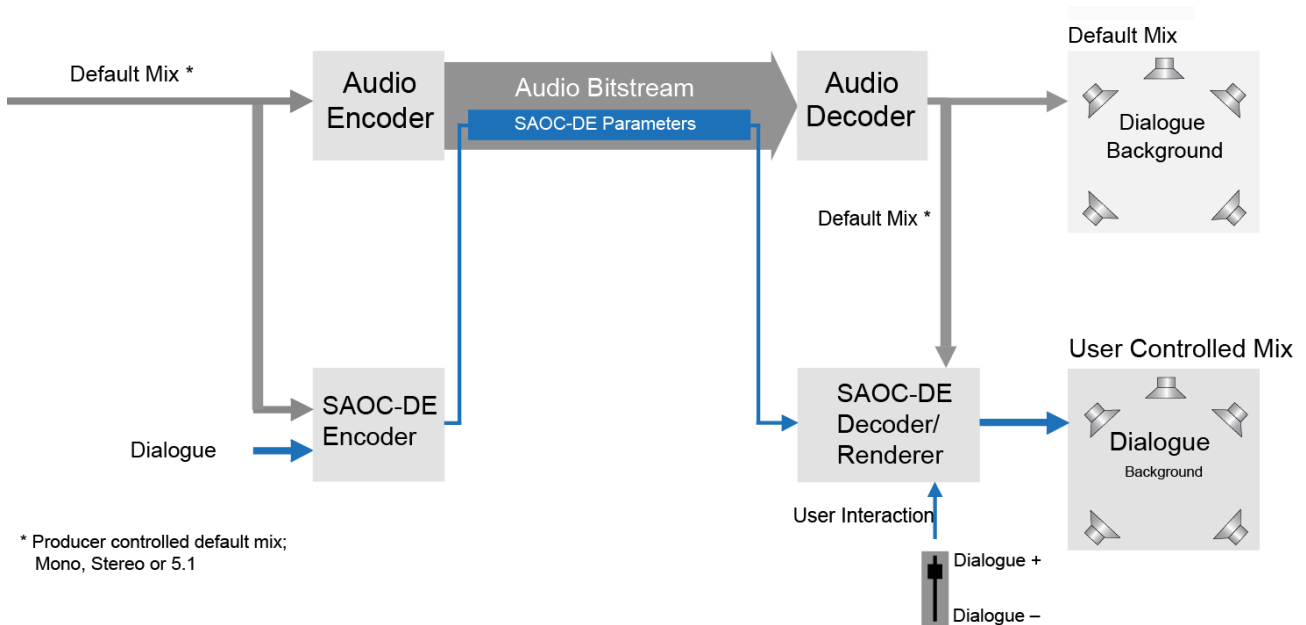 Default Mix *
Audio
Encoder
Audio Bitstream
SAOC-DE Parameters
Audio
Decoder
Default Mix
Dialogue
Background
Default Mix *
SAOC-DE
Encoder
Dialogue
SAOC-DE
Decoder/
Renderer
User Controlled Mix
Dialogue
Background
User Interaction
Dialogue +
Dialogue –
* Producer controlled default mix;
Mono, Stereo or 5.1